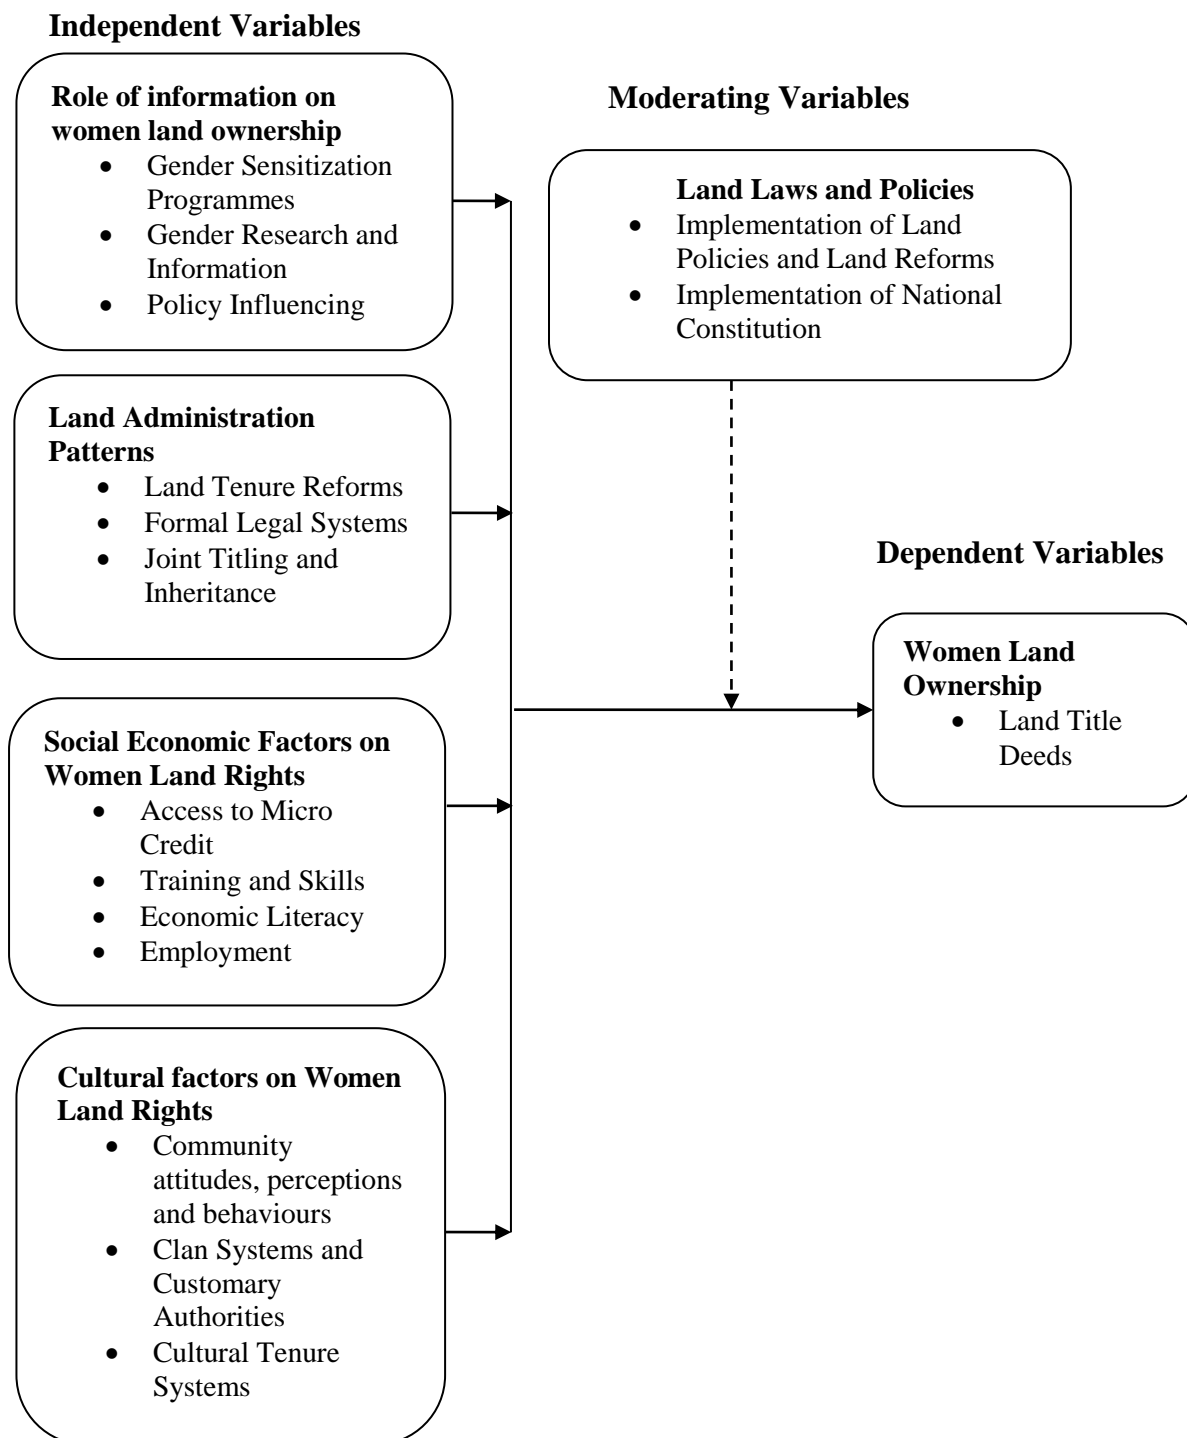 Independent Variables
Role of information on
women land ownership
• Gender Sensitization
Programmes
• Gender Research and
Information
• Policy Influencing
Land Administration
Patterns
• Land Tenure Reforms
• Formal Legal Systems
• Joint Titling and
Inheritance
Social Economic Factors on
Women Land Rights
• Access to Micro
Credit
• Training and Skills
• Economic Literacy
• Employment
Cultural factors on Women
Land Rights
• Community
attitudes, perceptions
and behaviours
• Clan Systems and
Customary
Authorities
• Cultural Tenure
Systems
Moderating Variables
Land Laws and Policies
• Implementation of Land
Policies and Land Reforms
• Implementation of National
Constitution
Dependent Variables
Women Land
Ownership
• Land Title
Deeds